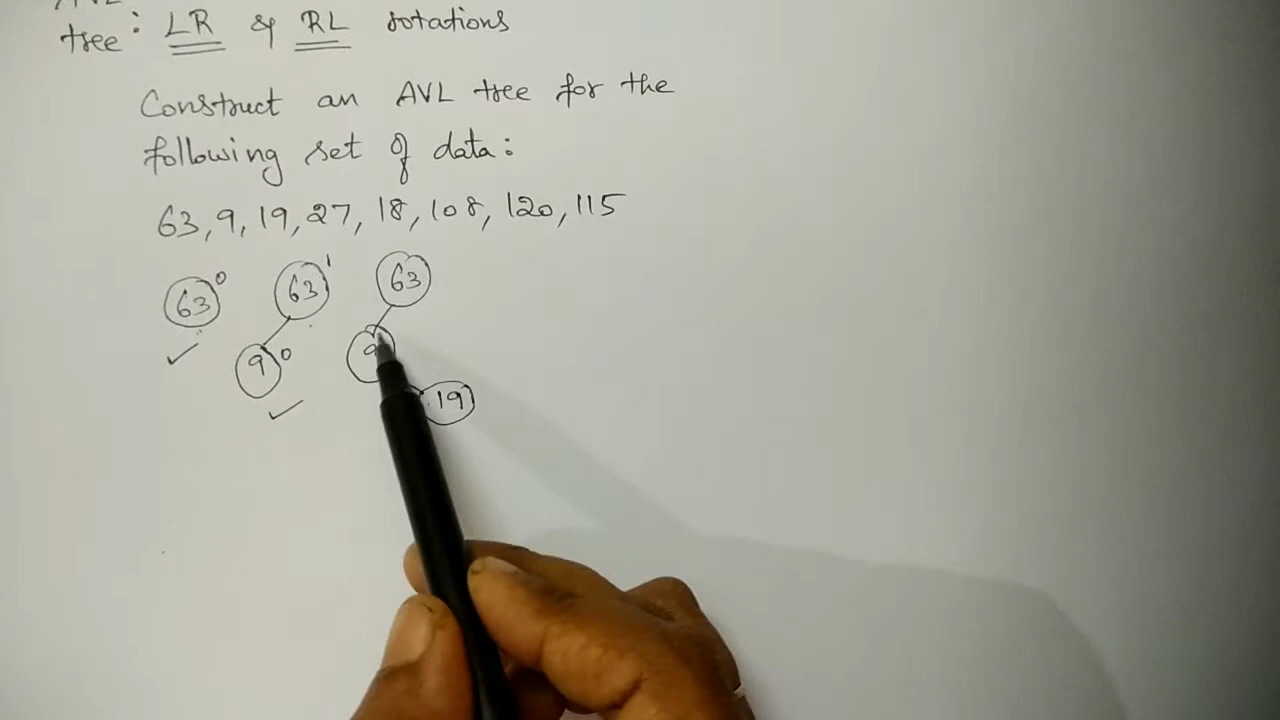 tree: LR & RL rotations
Construct an AVL tree for the
following set of data:
63, 9, 19, 27, 18, 108, 120, 115
63 0 63 1 63
9 0 9
19